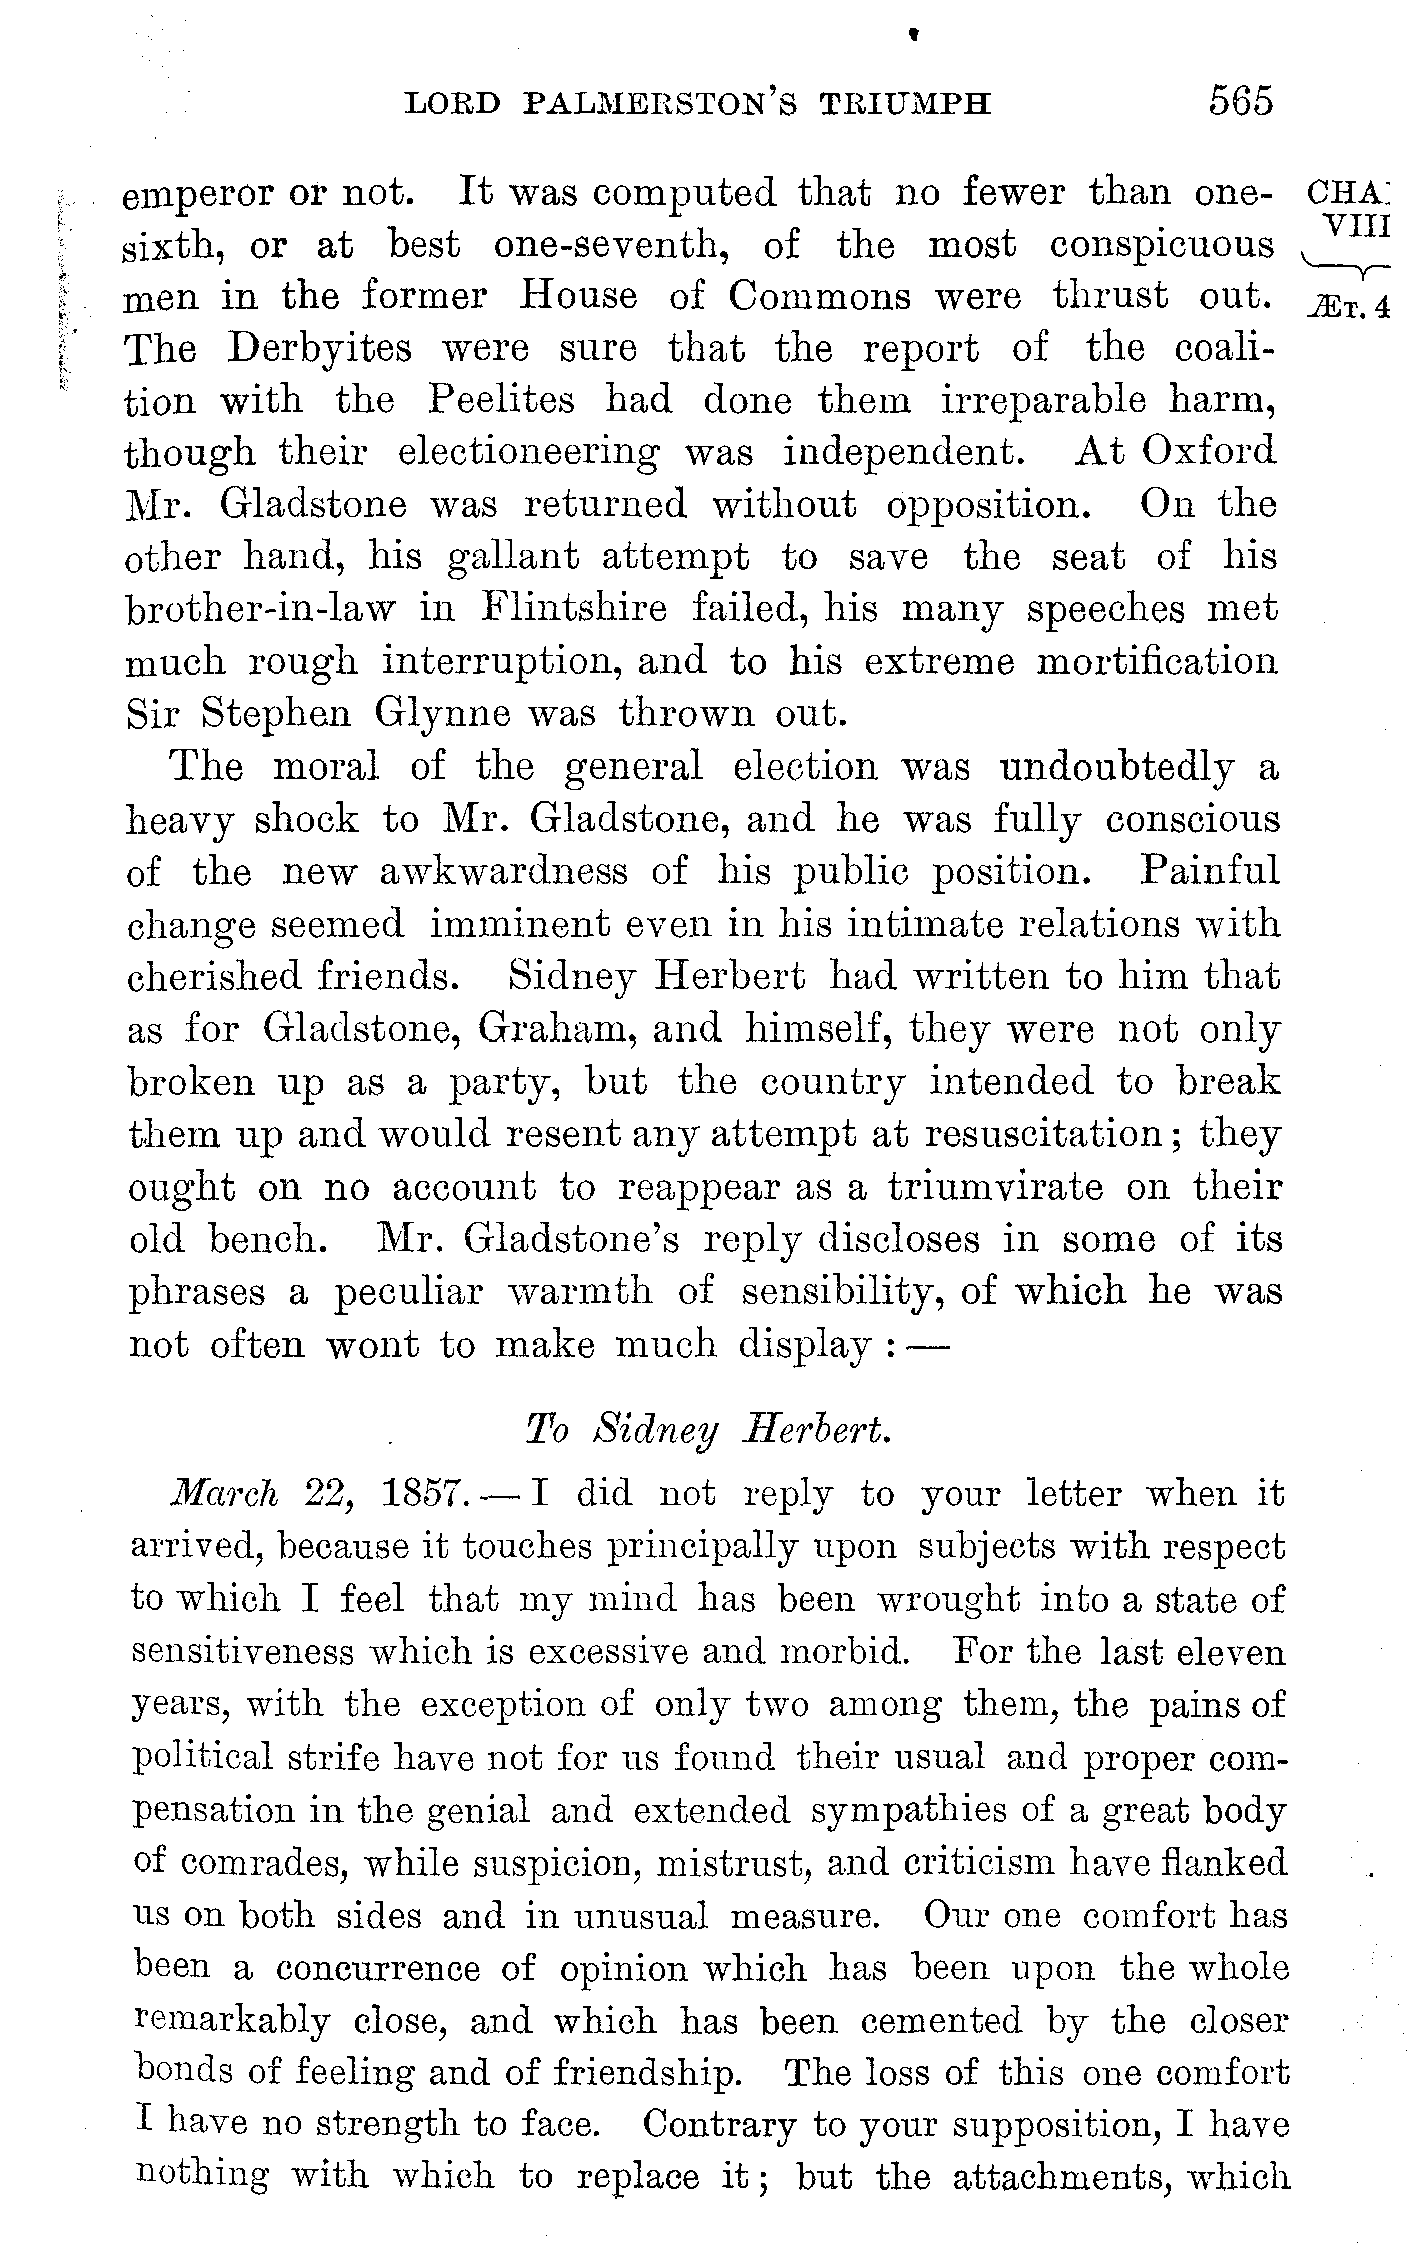 LORD PALMERSTON'S TRIUMPH 565
emperor or not. It was computed that no fewer than one-
sixth, or at best one-seventh, of the most conspicuous
men in the former House of Commons were thrust out.
The Derbyites were sure that the report of the coali-
tion with the Peelites had done them irreparable harm,
though their electioneering was independent. At Oxford
Mr. Gladstone was returned without opposition. On the
other hand, his gallant attempt to save the seat of his
brother-in-law in Flintshire failed, his many speeches met
much rough interruption, and to his extreme mortification
Sir Stephen Glynne was thrown out.
The moral of the general election was undoubtedly a
heavy shock to Mr. Gladstone, and he was fully conscious
of the new awkwardness of his public position. Painful
change seemed imminent even in his intimate relations with
cherished friends. Sidney Herbert had written to him that
as for Gladstone, Graham, and himself, they were not only
broken up as a party, but the country intended to break
them up and would resent any attempt at resuscitation; they
ought on no account to reappear as a triumvirate on their
old bench. Mr. Gladstone's reply discloses in some of its
phrases a peculiar warmth of sensibility, of which he was
not often wont to make much display : —
To Sidney Herbert.
March 22, 1857. — I did not reply to your letter when it
arrived, because it touches principally upon subjects with respect
to which I feel that my mind has been wrought into a state of
sensitiveness which is excessive and morbid. For the last eleven
years, with the exception of only two among them, the pains of
political strife have not for us found their usual and proper com-
pensation in the genial and extended sympathies of a great body
of comrades, while suspicion, mistrust, and criticism have flanked
us on both sides and in unusual measure. Our one comfort has
been a concurrence of opinion which has been upon the whole
remarkably close, and which has been cemented by the closer
bonds of feeling and of friendship. The loss of this one comfort
I have no strength to face. Contrary to your supposition, I have
nothing with which to replace it; but the attachments, which
CHA
VIII
ÆT. 4